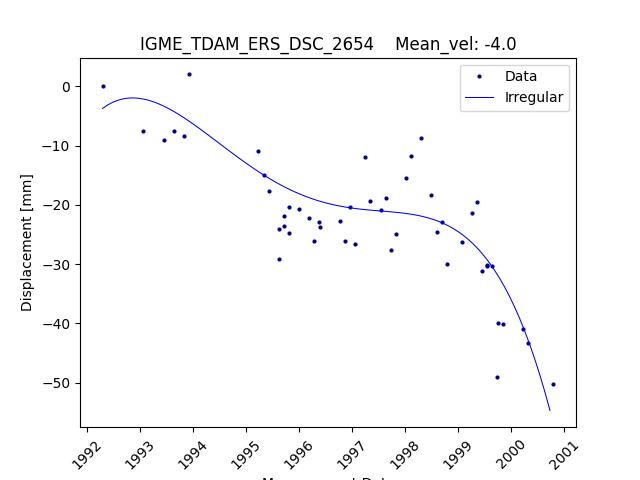 IGME_TDAM_ERS_DSC_2654    Mean_vel: -4.0
Data
Irregular
Displacement [mm]
0
−10
−20
−30
−40
−50
1992 1993 1994 1995 1996 1997 1998 1999 2000 2001